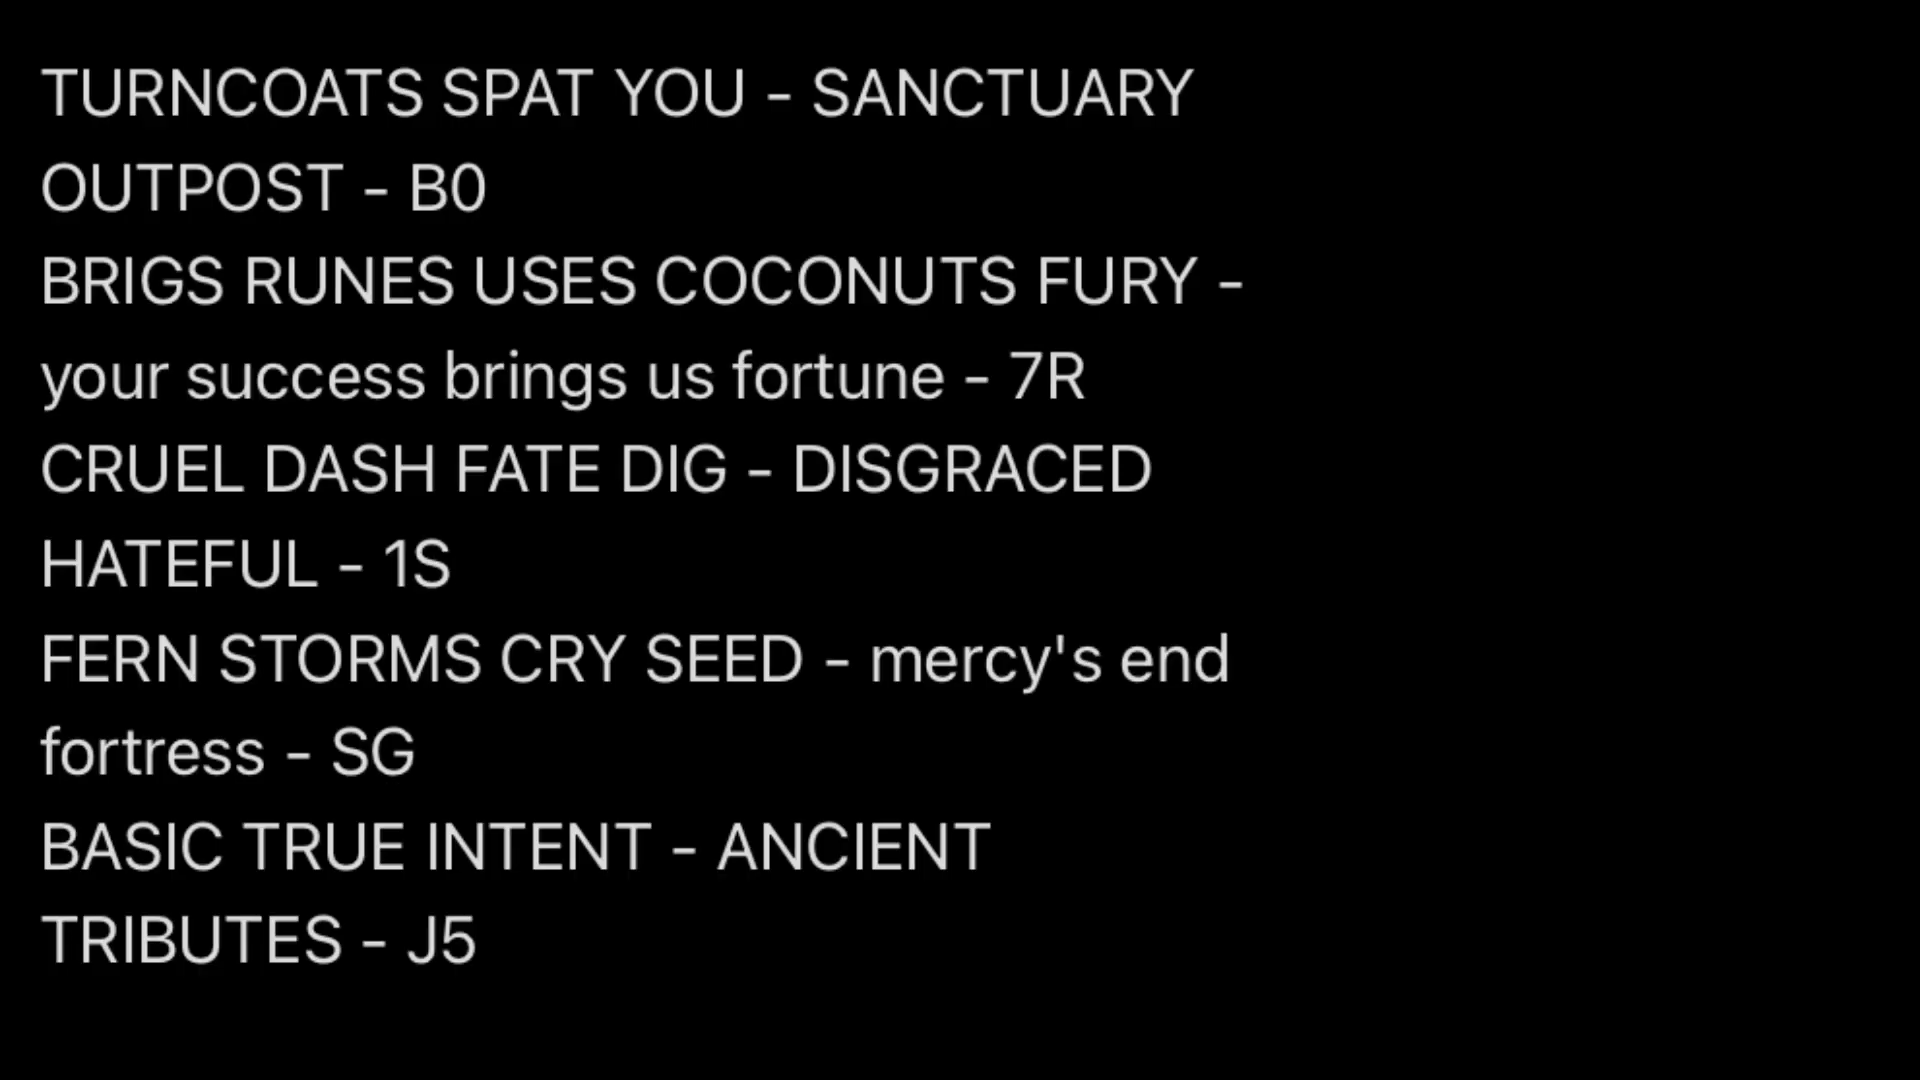 TURNCOATS SPAT YOU - SANCTUARY
OUTPOST - B0
BRIGS RUNES USES COCONUTS FURY -
your success brings us fortune - 7R
CRUEL DASH FATE DIG - DISGRACED
HATEFUL - 1S
FERN STORMS CRY SEED - mercy's end
fortress - SG
BASIC TRUE INTENT - ANCIENT
TRIBUTES - J5